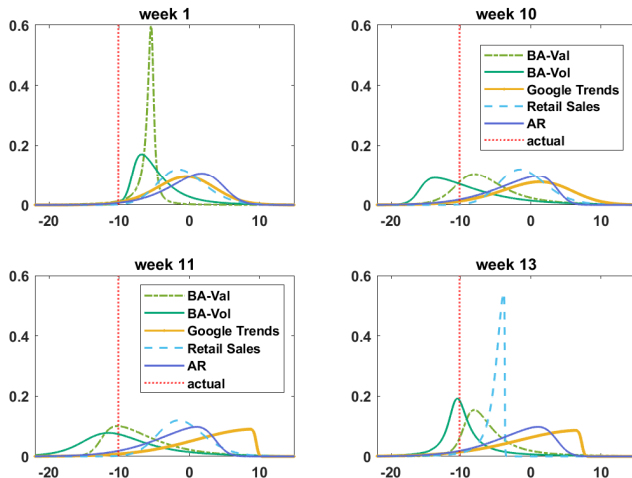 week 1
0.6
0.4
0.2
0
-20
-10
0
10
week 10
0.6
0.4
0.2
0
-20
-10
0
10
BA-Val
BA-Vol
Google Trends
Retail Sales
AR
actual
week 11
0.6
0.4
0.2
0
-20
-10
0
10
BA-Val
BA-Vol
Google Trends
Retail Sales
AR
actual
week 13
0.6
0.4
0.2
0
-20
-10
0
10